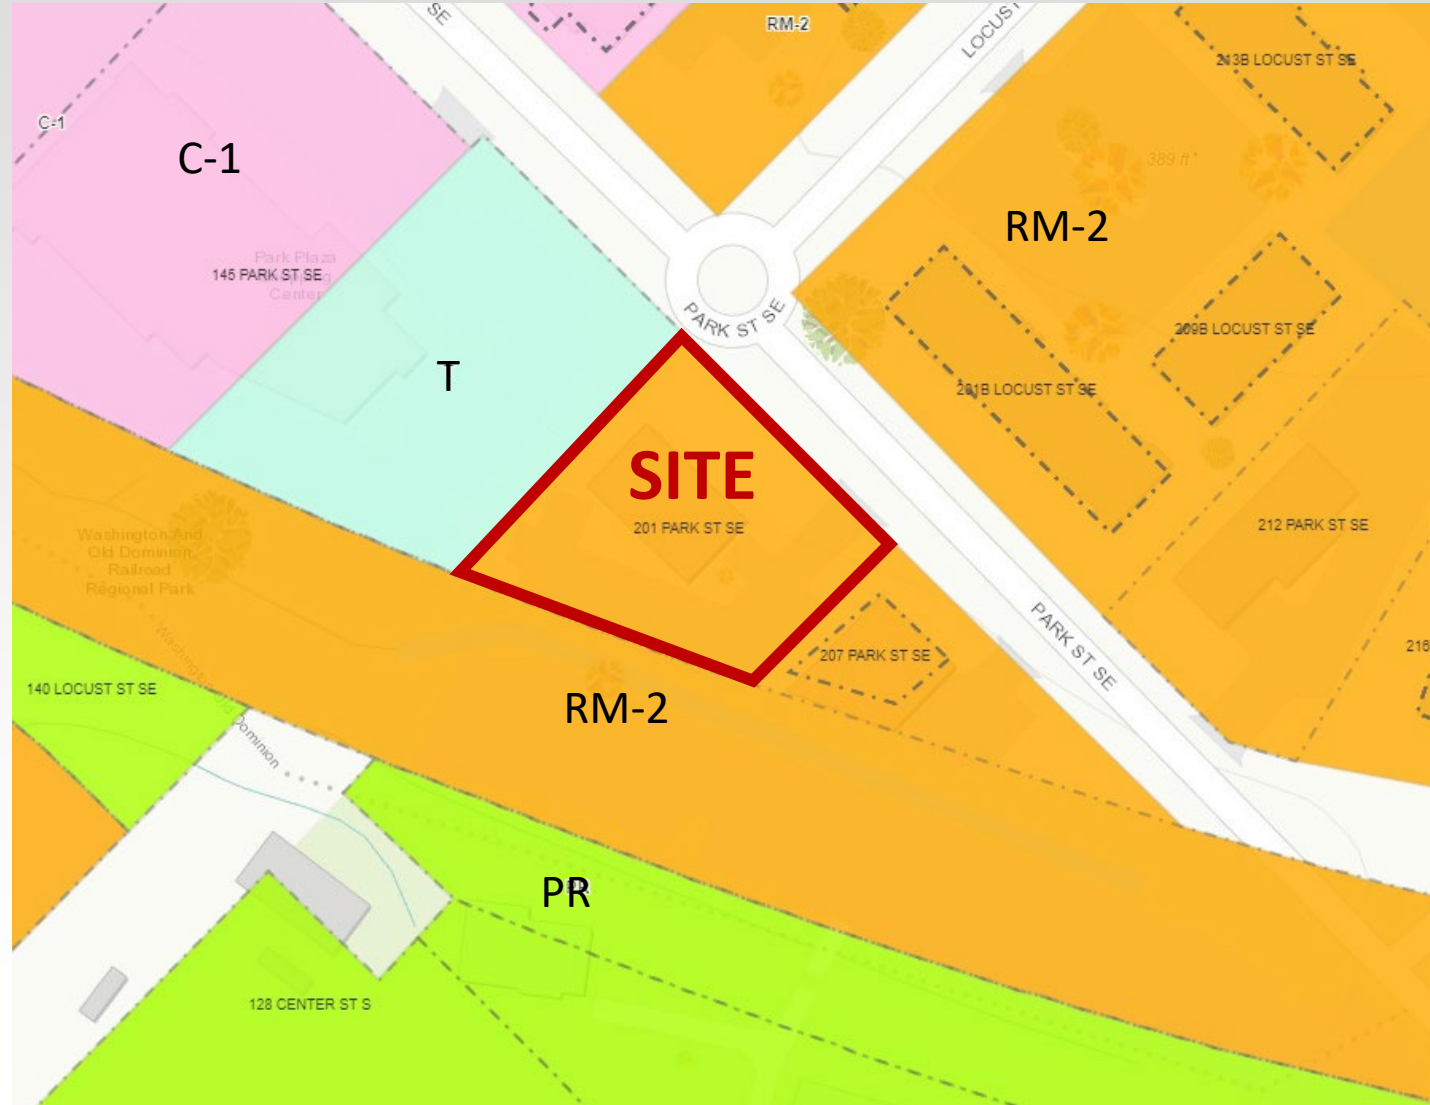 SE
RM-2
LOCUST
213B LOCUST ST SE
C-1
C-1
389 ft
RM-2
Park Plaza
Shopping
Center
145 PARK ST SE
PARK ST SE
209B LOCUST ST SE
T
201B LOCUST ST SE
SITE
201 PARK ST SE
212 PARK ST SE
Washington And
Old Dominion
Railroad
Regional Park
PARK ST SE
216
207 PARK ST SE
140 LOCUST ST SE
Washington
Old Dominion
RM-2
PR
128 CENTER ST S